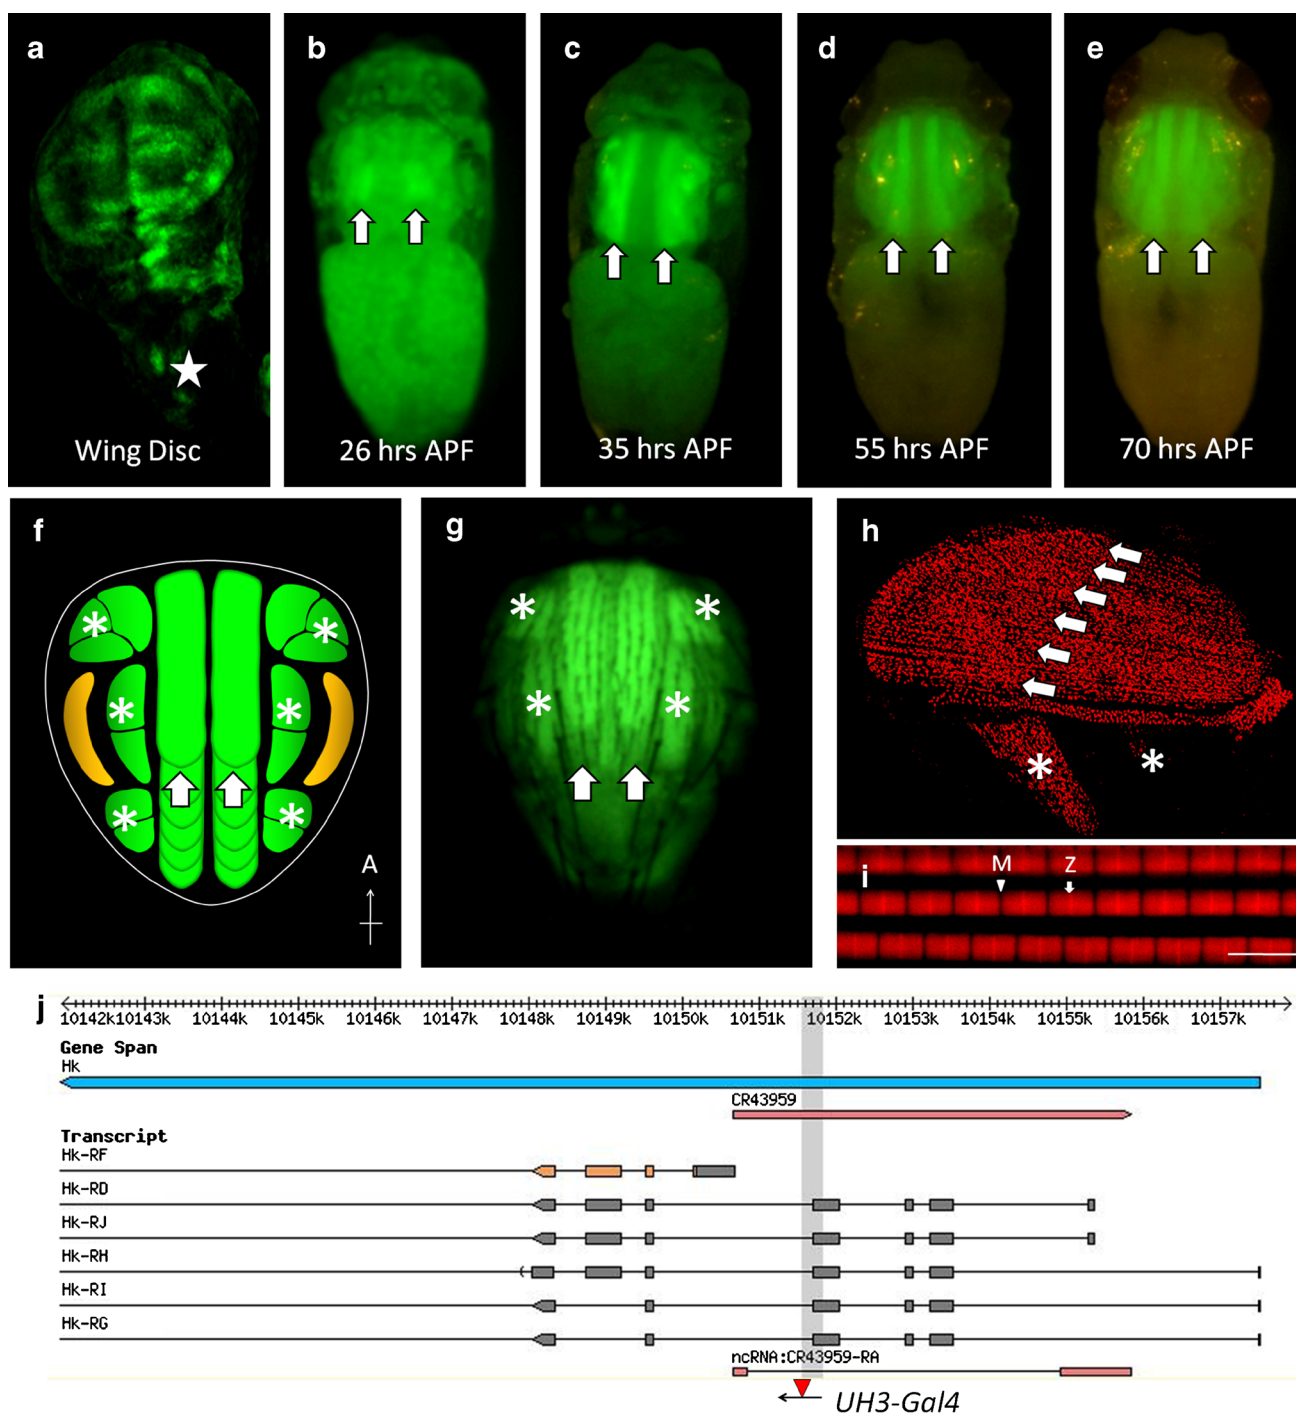 a
b
c
d
e
Wing Disc
26 hrs APF
35 hrs APF
55 hrs APF
70 hrs APF
f
g
h
A
i
M
Z
j
10142k10143k 10144k 10145k 10146k 10147k 10148k 10149k 10150k 10151k 10152k 10153k 10154k 10155k 10156k 10157k
Gene Span
Hk
CR43959
Transcript
Hk-RF
Hk-RD
Hk-RJ
Hk-RH
Hk-RI
Hk-RG
ncRNA:CR43959-RA
UH3-Gal4